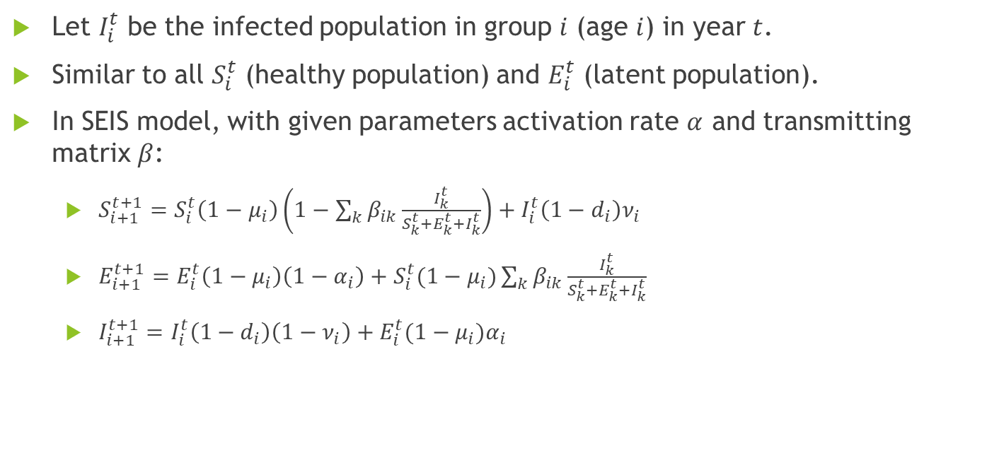 Let $I_i^t$ be the infected population in group $i$ (age $i$) in year $t$.
Similar to all $S_i^t$ (healthy population) and $E_i^t$ (latent population).
In SEIS model, with given parameters activation rate $\alpha$ and transmitting
matrix $\beta$:
$S_{i+1}^{t+1} = S_i^t(1 - \mu_i)\left(1 - \sum_k \beta_{ik} \frac{I_k^t}{S_k^t+E_k^t+I_k^t}\right) + I_i^t(1 - d_i)\nu_i$
$E_{i+1}^{t+1} = E_i^t(1 - \mu_i)(1 - \alpha_i) + S_i^t(1 - \mu_i) \sum_k \beta_{ik} \frac{I_k^t}{S_k^t+E_k^t+I_k^t}$
$I_{i+1}^{t+1} = I_i^t(1 - d_i)(1 - \nu_i) + E_i^t(1 - \mu_i)\alpha_i$